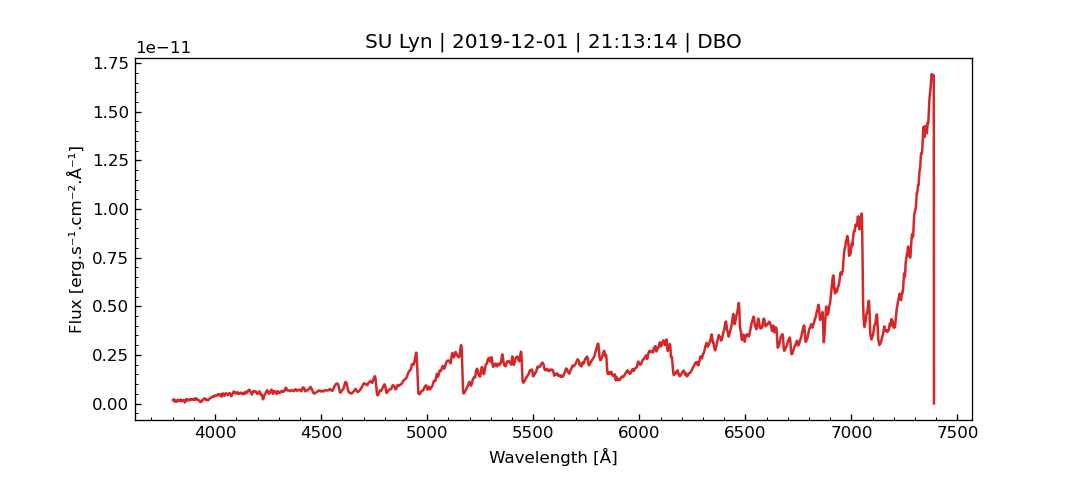 SU Lyn | 2019-12-01 | 21:13:14 | DBO
1e−11
1.75
1.50
1.25
1.00
0.75
0.50
0.25
0.00
Flux [erg.s⁻¹.cm⁻².Å⁻¹]
4000 4500 5000 5500 6000 6500 7000 7500
Wavelength [Å]